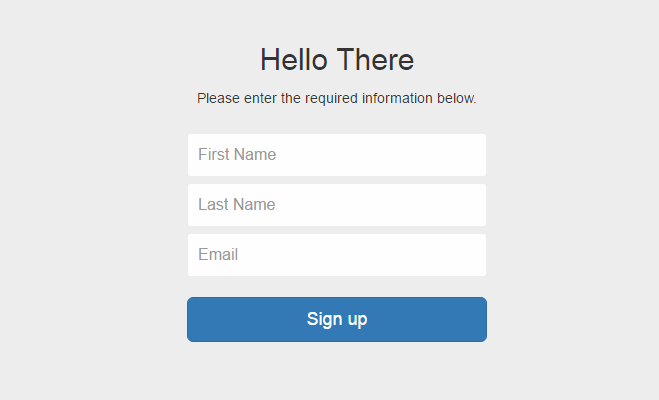 Hello There
Please enter the required information below.
First Name
Last Name
Email
Sign up